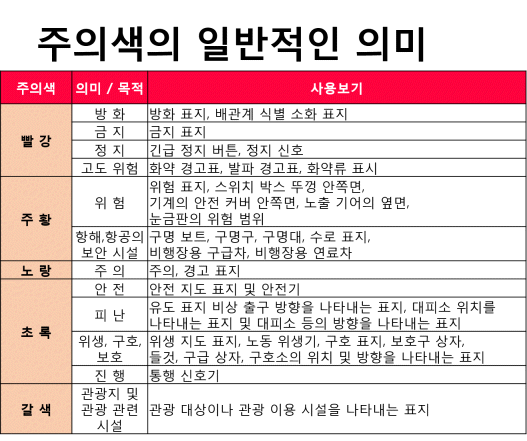 주의색의 일반적인 의미
주의색 의미 / 목적 사용보기
빨 강
방 화 방화 표지, 배관계 식별 소화 표지
금 지 금지 표지
정 지 긴급 정지 버튼, 정지 신호
고도 위험 화약 경고표, 발파 경고표, 화약류 표시
주 황
위 험
위험 표지, 스위치 박스 뚜껑 안쪽면,
기계의 안전 커버 안쪽면, 노출 기어의 옆면,
눈금판의 위험 범위
항해,항공의
보안 시설
구명 보트, 구명구, 구명대, 수로 표지,
비행장용 구급차, 비행장용 연료차
노 랑 주 의 주의, 경고 표지
초 록
안 전 안전 지도 표지 및 안전기
피 난
유도 표지 비상 출구 방향을 나타내는 표지, 대피소 위치를
나타내는 표지 및 대피소 등의 방향을 나타내는 표지
위생, 구호,
보호
위생 지도 표지, 노동 위생기, 구호 표지, 보호구 상자,
들것, 구급 상자, 구호소의 위치 및 방향을 나타내는 표지
진 행 통행 신호기
갈 색
관광지 및
관광 관련
시설
관광 대상이나 관광 이용 시설을 나타내는 표지